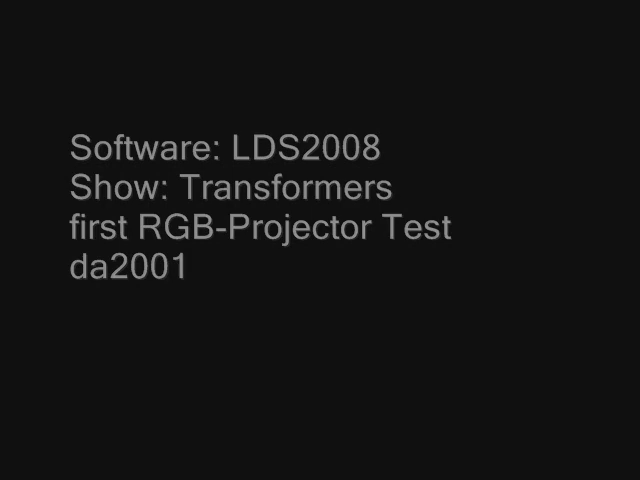 Software: LDS2008
Show: Transformers
first RGB-Projector Test
da2001